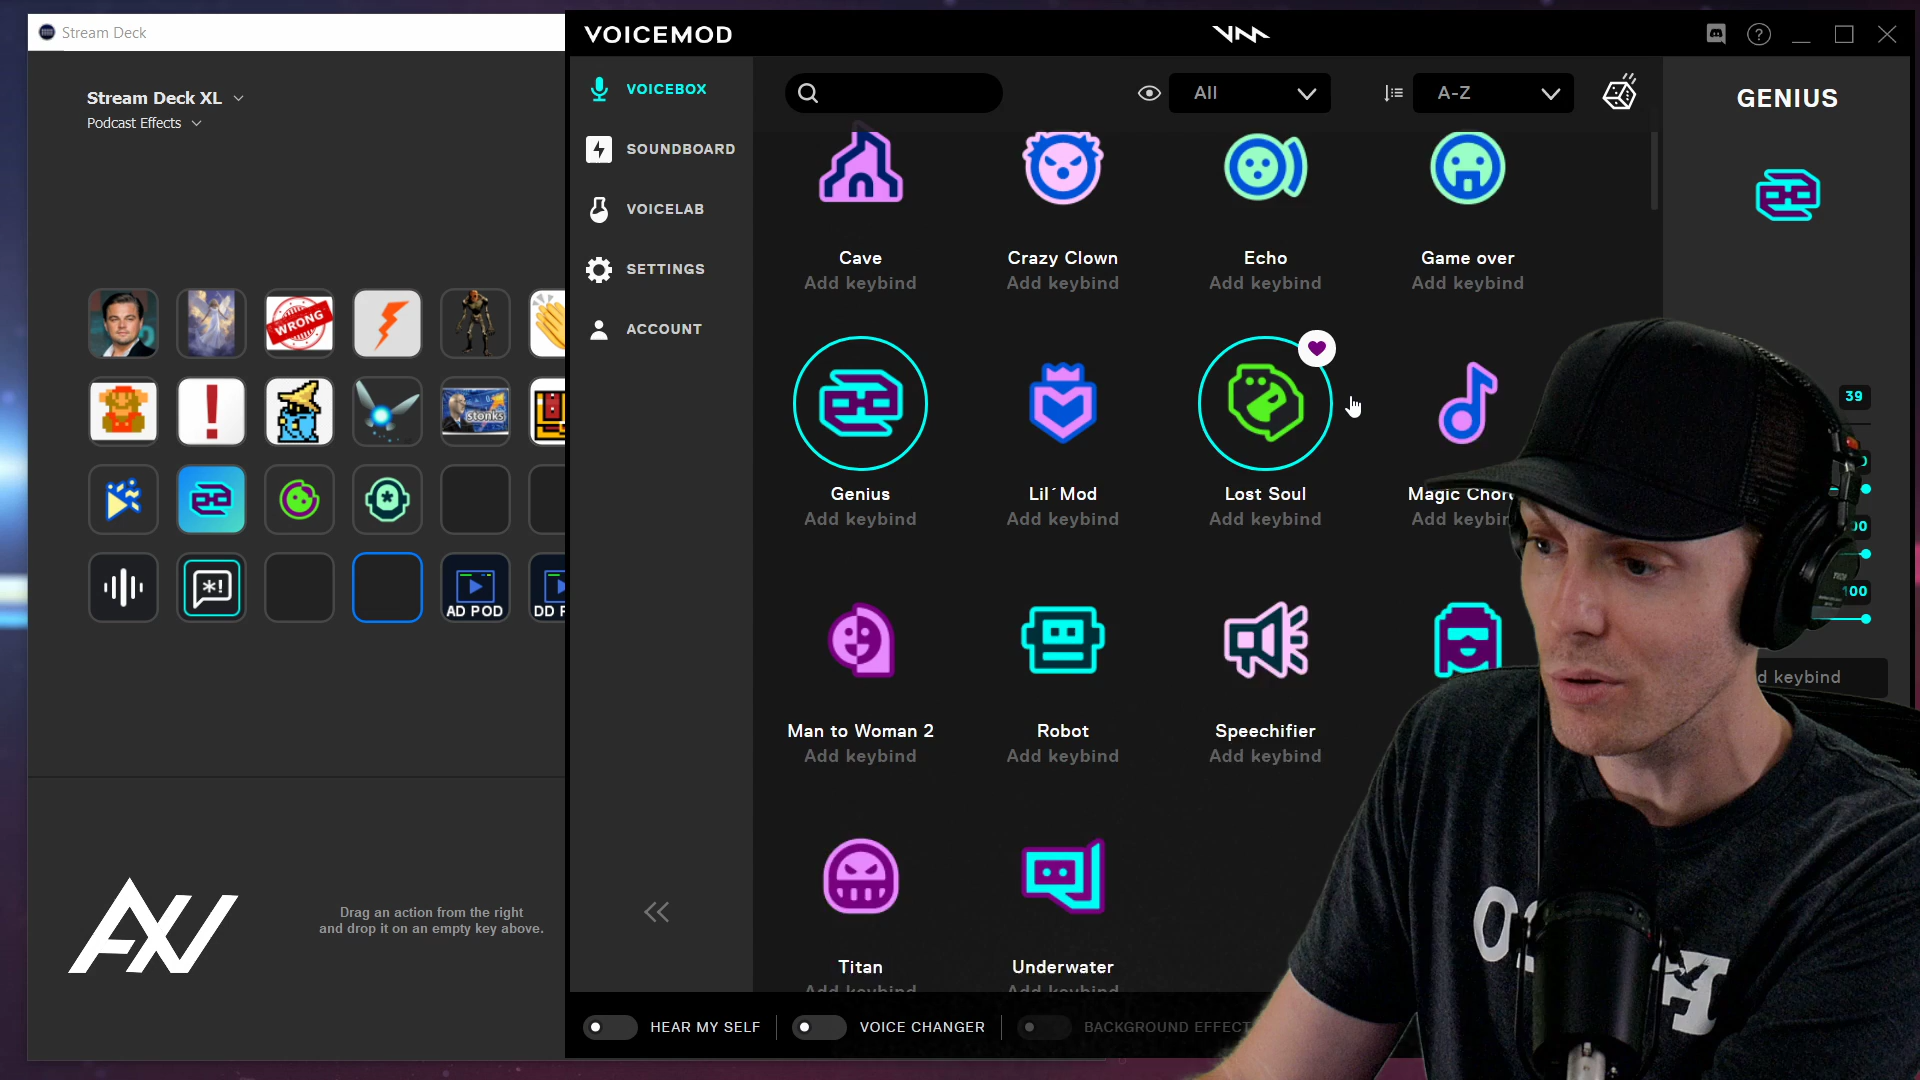 Stream Deck
Stream Deck XL
Podcast Effects
WRONG
stonks
*!
AD POD
Drag an action from the right
and drop it on an empty key above.
VOICEMOD
VOICEBOX
SOUNDBOARD
VOICELAB
SETTINGS
ACCOUNT
All
A-Z
GENIUS
Cave
Add keybind
Crazy Clown
Add keybind
Echo
Add keybind
Game over
Add keybind
Genius
Add keybind
Lil´Mod
Add keybind
Lost Soul
Add keybind
Magic
Add
Man to Woman 2
Add keybind
Robot
Add keybind
Speechifier
Add keybind
Titan
Add keybind
Underwater
Add keybind
39
100
keybind
HEAR MY SELF
VOICE CHANGER
BACKGROUND EFFECT